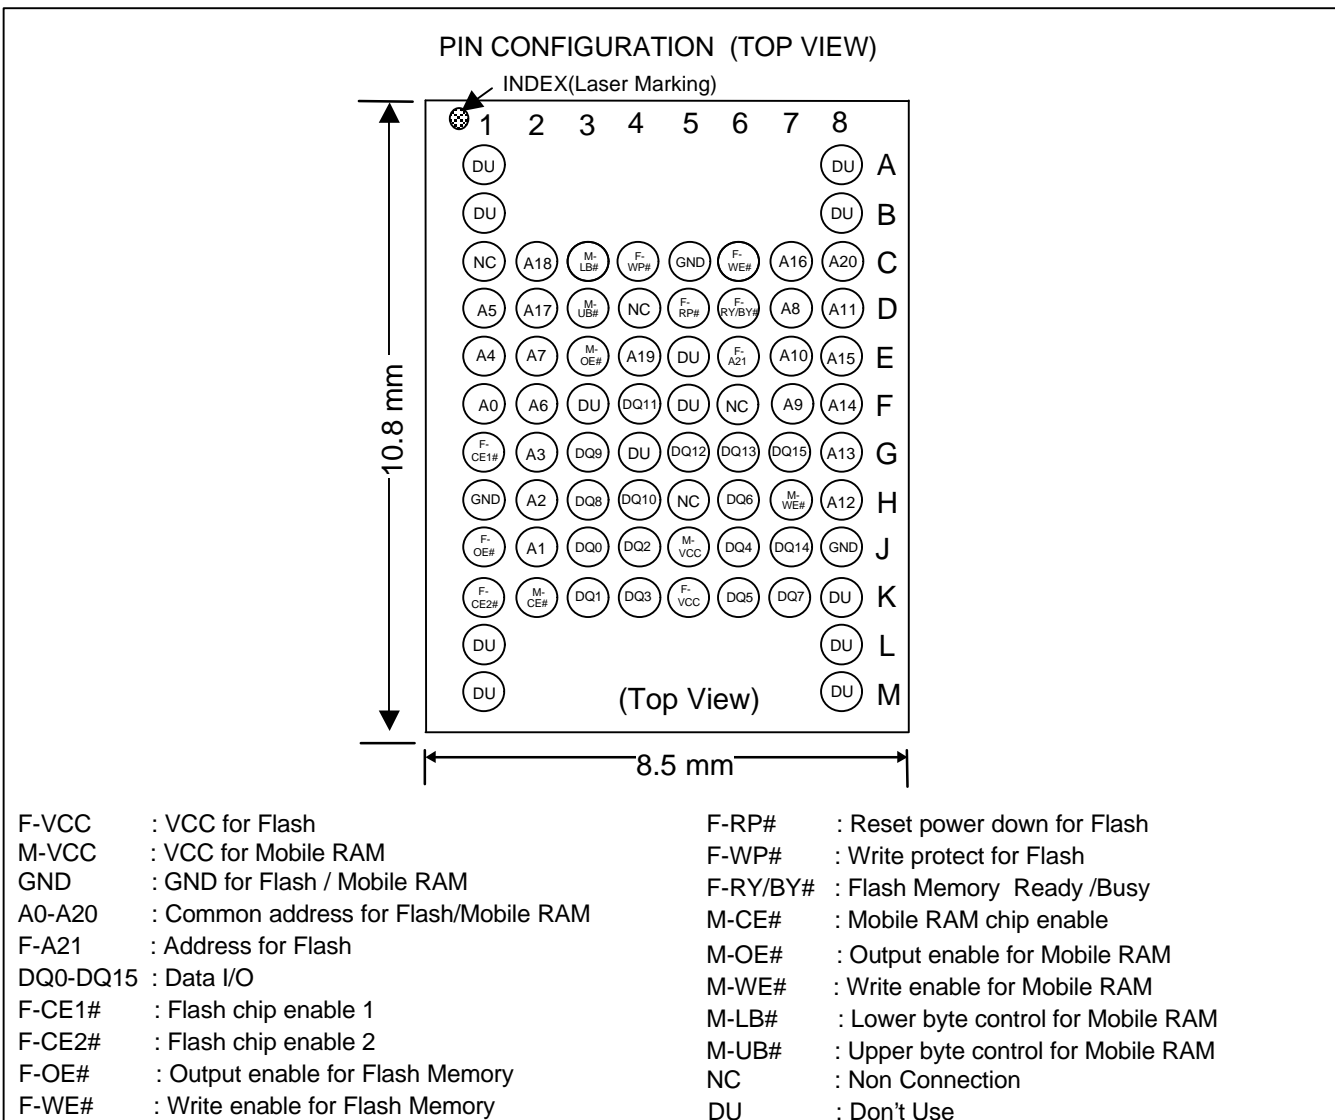 PIN CONFIGURATION (TOP VIEW)
INDEX(Laser Marking)
1 2 3 4 5 6 7 8
DU DU A
DU DU B
NC A18 M-LB# F-WP# GND F-WE# A16 A20 C
A5 A17 M-UB# NC F-RP# F-RY/BY# A8 A11 D
A4 A7 M-OE# A19 DU F-A21 A10 A15 E
A0 A6 DU DQ11 DU NC A9 A14 F
F-CE1# A3 DQ9 DU DQ12 DQ13 DQ15 A13 G
GND A2 DQ8 DQ10 NC DQ6 M-WE# A12 H
F-OE# A1 DQ0 DQ2 M-VCC DQ4 DQ14 GND J
F-CE2# M-CE# DQ1 DQ3 F-VCC DQ5 DQ7 DU K
DU DU L
DU DU M
(Top View)
10.8 mm
8.5 mm
F-VCC : VCC for Flash
M-VCC : VCC for Mobile RAM
GND : GND for Flash / Mobile RAM
A0-A20 : Common address for Flash/Mobile RAM
F-A21 : Address for Flash
DQ0-DQ15 : Data I/O
F-CE1# : Flash chip enable 1
F-CE2# : Flash chip enable 2
F-OE# : Output enable for Flash Memory
F-WE# : Write enable for Flash Memory
F-RP# : Reset power down for Flash
F-WP# : Write protect for Flash
F-RY/BY# : Flash Memory Ready /Busy
M-CE# : Mobile RAM chip enable
M-OE# : Output enable for Mobile RAM
M-WE# : Write enable for Mobile RAM
M-LB# : Lower byte control for Mobile RAM
M-UB# : Upper byte control for Mobile RAM
NC : Non Connection
DU : Don't Use